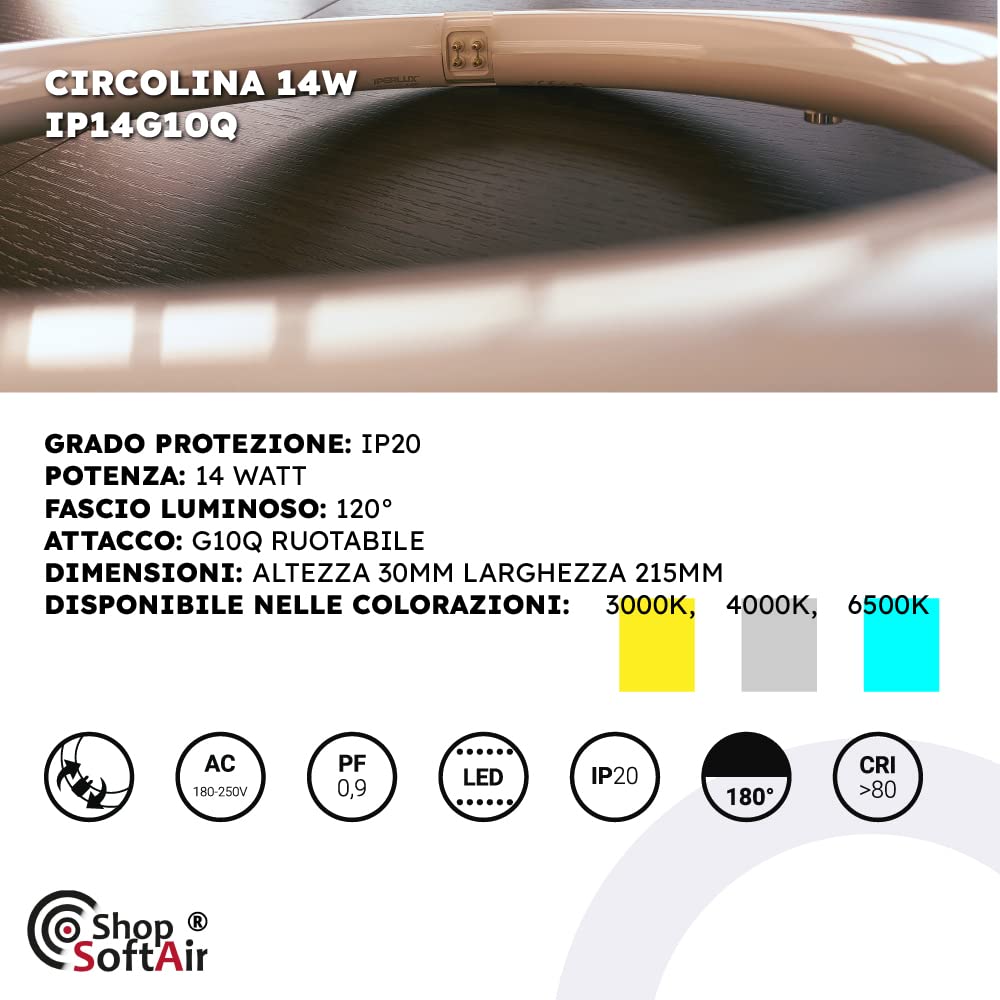 CIRCOLINA 14W
IP14G10Q
IPERLUX
GRADO PROTEZIONE: IP20
POTENZA: 14 WATT
FASCIO LUMINOSO: 120°
ATTACCO: G10Q RUOTABILE
DIMENSIONI: ALTEZZA 30MM LARGHEZZA 215MM
DISPONIBILE NELLE COLORAZIONI: 3000K, 4000K, 6500K
AC
180-250V
PF
0,9
LED
IP20
180°
CRI
>80
Shop ®
SoftAir